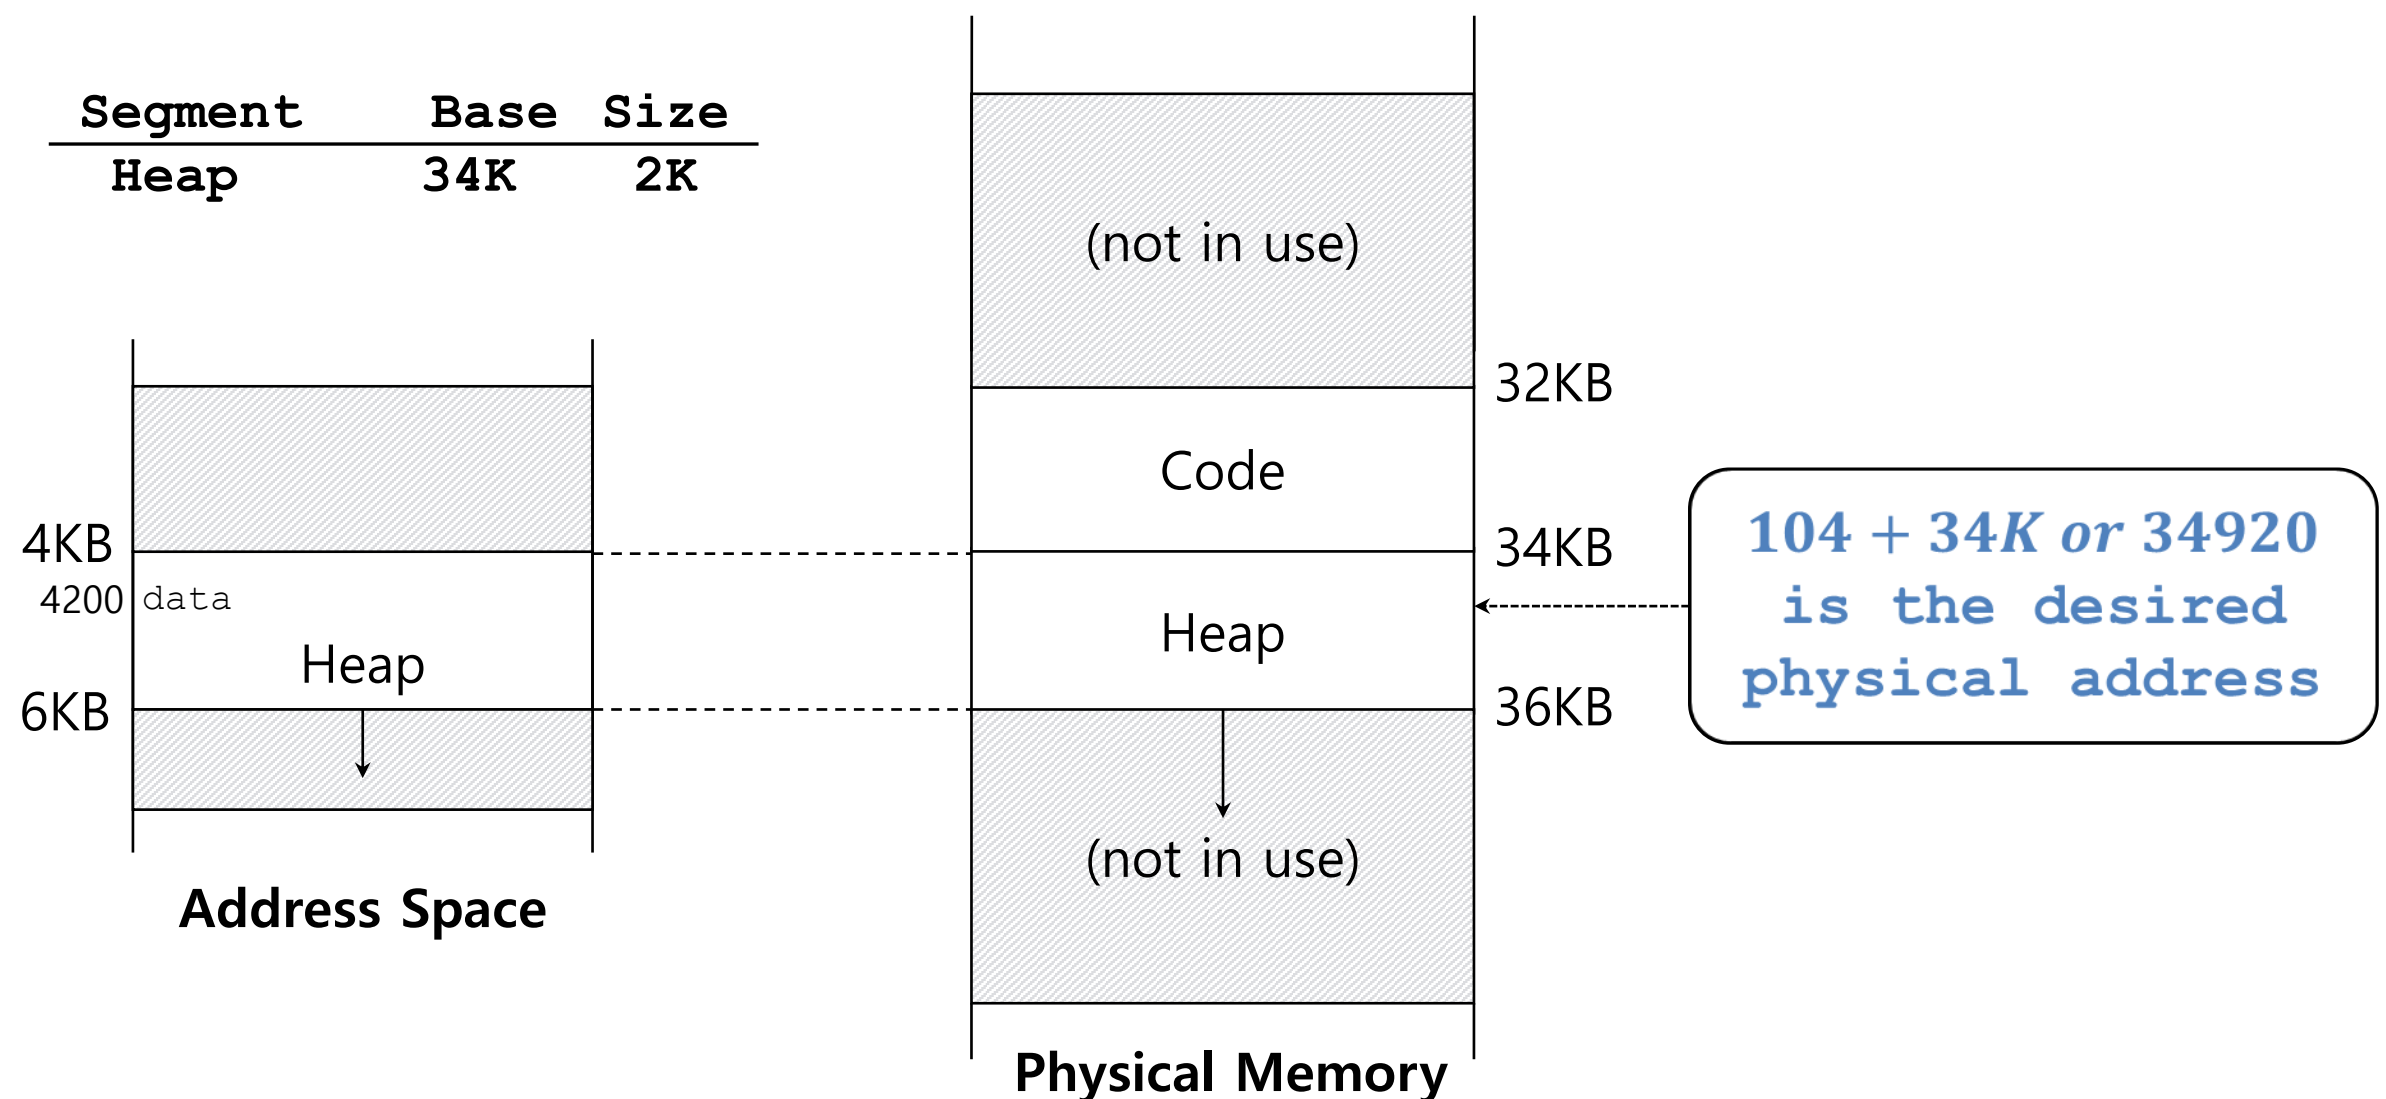 Segment Base Size
Heap 34K 2K
4KB
4200 data
Heap
6KB
Address Space
(not in use)
32KB
Code
34KB
Heap
36KB
(not in use)
Physical Memory
104 + 34K or 34920
is the desired
physical address